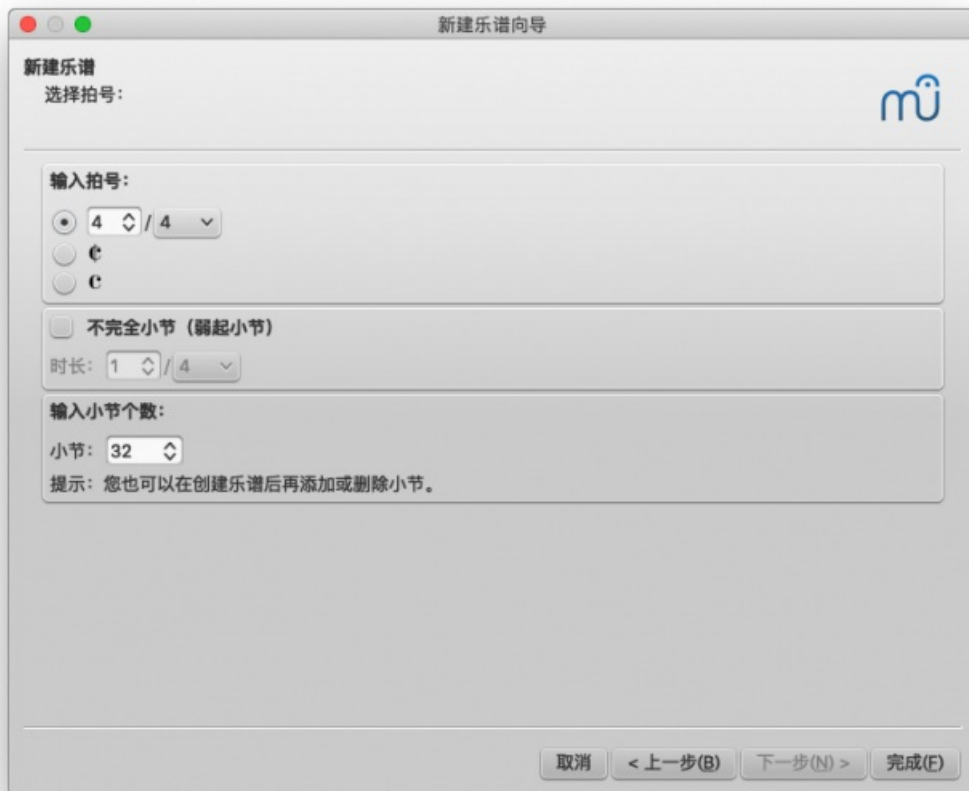 新建乐谱向导
新建乐谱
选择拍号：
mu
输入拍号：
4 / 4
¢
c
不完全小节（弱起小节）
时长： 1 / 4
输入小节个数：
小节： 32
提示：您也可以在创建乐谱后再添加或删除小节。
取消 < 上一步(B) 下一步(N) > 完成(F)